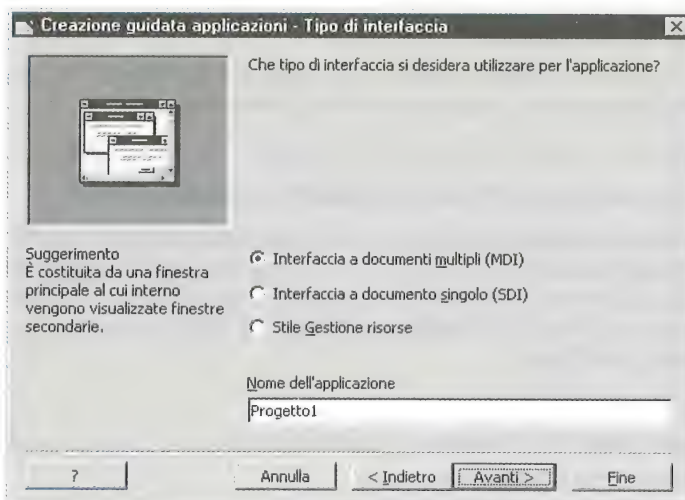 Creazione guidata applicazioni - Tipo di interfaccia
Che tipo di interfaccia si desidera utilizzare per l'applicazione?
Suggerimento
È costituita da una finestra
principale al cui interno
vengono visualizzate finestre
secondarie.
Interfaccia a documenti multipli (MDI)
Interfaccia a documento singolo (SDI)
Stile Gestione risorse
Nome dell'applicazione
Progetto1
?
Annulla
< Indietro
Avanti >
Fine